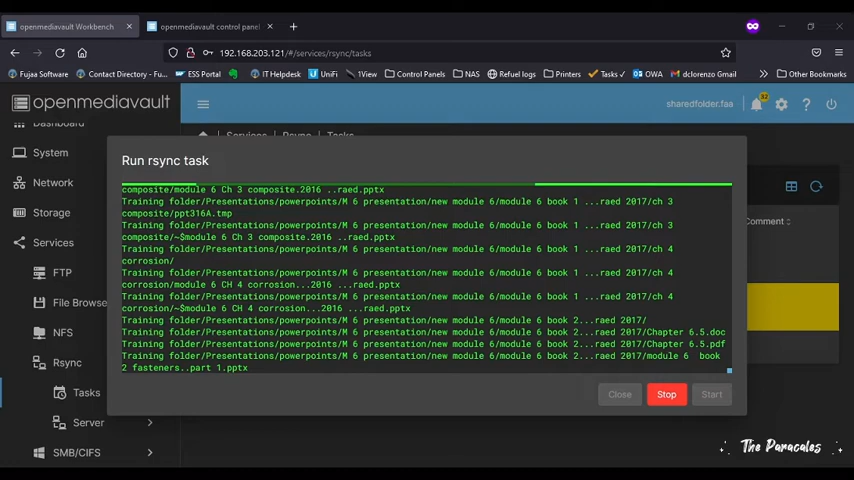 openmediavault Workbench
openmediavault control panel
192.168.203.121/#/services/rsync/tasks
Fujaa Software
Contact Directory - Fu...
ESS Portal
IT Helpdesk
UniFi
1View
Control Panels
NAS
Refuel logs
Printers
Tasks ✓
OWA
dclorenzo Gmail
Other Bookmarks
openmediavault
sharedfolder.faa
32
Dashboard
Services
Rsync
Tasks
System
Network
Storage
Services
FTP
File Browse
NFS
Rsync
Tasks
Server
SMB/CIFS
Comment
Run rsync task
composite/module 6 Ch 3 composite.2016 ..raed.pptx
Training folder/Presentations/powerpoints/M 6 presentation/new module 6/module 6 book 1 ...raed 2017/ch 3
composite/ppt316A.tmp
Training folder/Presentations/powerpoints/M 6 presentation/new module 6/module 6 book 1 ...raed 2017/ch 3
composite/~$module 6 Ch 3 composite.2016 ..raed.pptx
Training folder/Presentations/powerpoints/M 6 presentation/new module 6/module 6 book 1 ...raed 2017/ch 4
corrosion/
Training folder/Presentations/powerpoints/M 6 presentation/new module 6/module 6 book 1 ...raed 2017/ch 4
corrosion/module 6 CH 4 corrosion...2016 ...raed.pptx
Training folder/Presentations/powerpoints/M 6 presentation/new module 6/module 6 book 1 ...raed 2017/ch 4
corrosion/~$module 6 CH 4 corrosion...2016 ...raed.pptx
Training folder/Presentations/powerpoints/M 6 presentation/new module 6/module 6 book 2...raed 2017/
Training folder/Presentations/powerpoints/M 6 presentation/new module 6/module 6 book 2...raed 2017/Chapter 6.5.doc
Training folder/Presentations/powerpoints/M 6 presentation/new module 6/module 6 book 2...raed 2017/Chapter 6.5.pdf
Training folder/Presentations/powerpoints/M 6 presentation/new module 6/module 6 book 2...raed 2017/module 6  book
2 fasteners..part 1.pptx
Close
Stop
Start
The Paracales